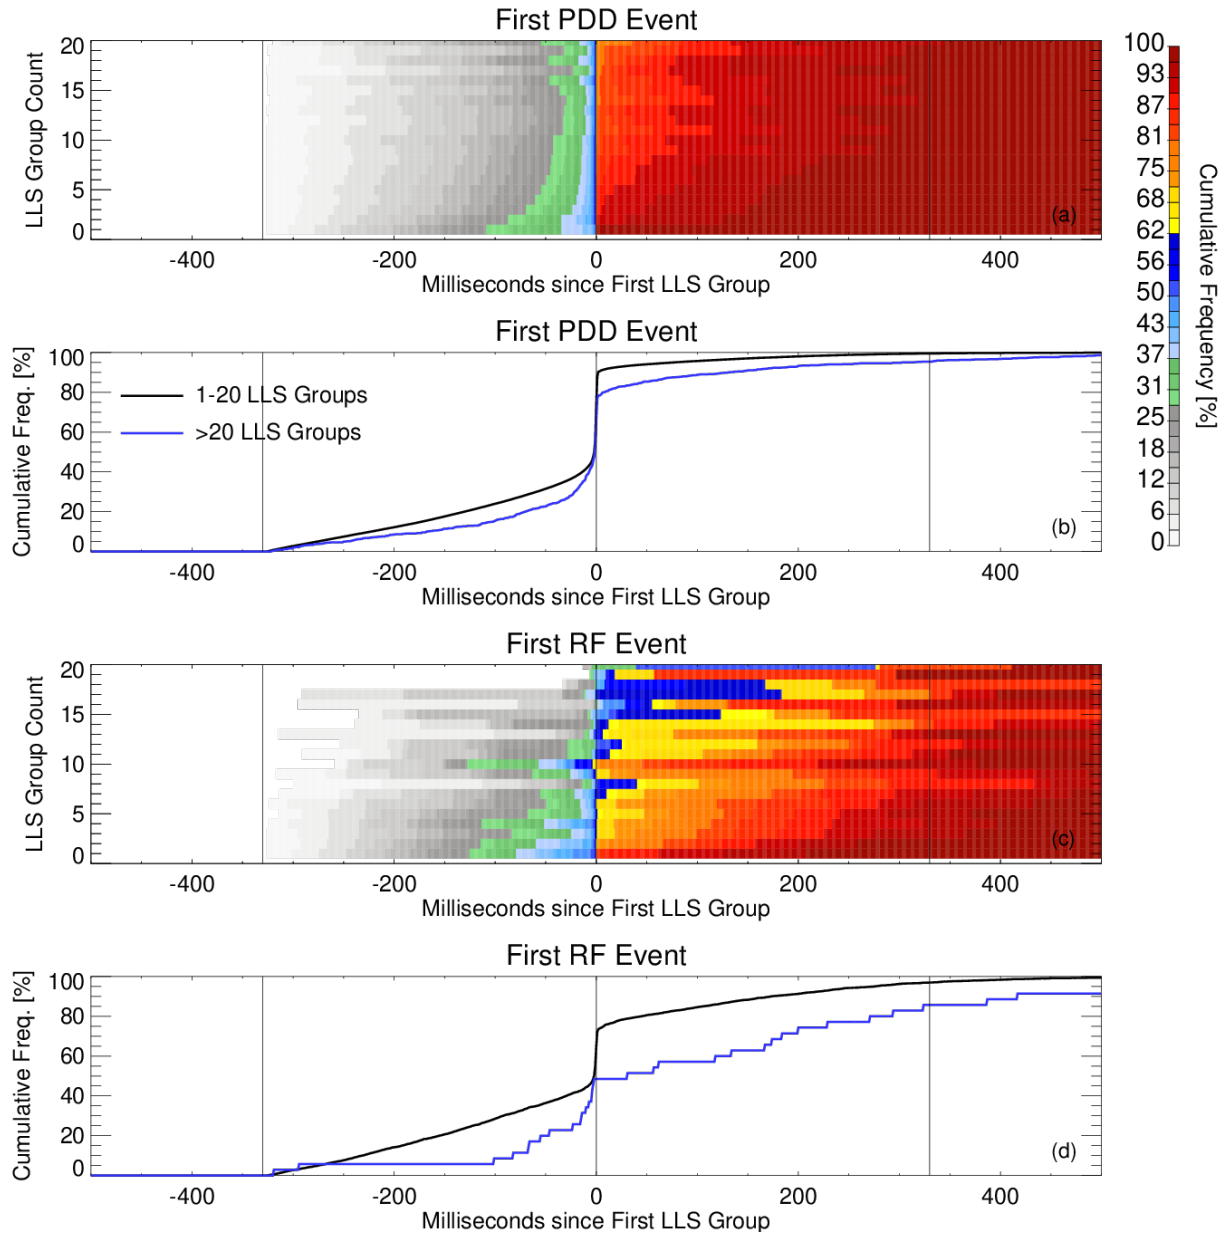 First PDD Event
20
15
10
5
0
LLS Group Count
(a)
-400 -200 0 200 400
Milliseconds since First LLS Group
100
93
87
81
75
68
62
56
50
43
37
31
25
18
12
6
0
Cumulative Frequency [%]
First PDD Event
100
80
60
40
20
0
Cumulative Freq. [%]
1-20 LLS Groups
>20 LLS Groups
(b)
-400 -200 0 200 400
Milliseconds since First LLS Group
First RF Event
20
15
10
5
0
LLS Group Count
(c)
-400 -200 0 200 400
Milliseconds since First LLS Group
First RF Event
100
80
60
40
20
0
Cumulative Freq. [%]
(d)
-400 -200 0 200 400
Milliseconds since First LLS Group